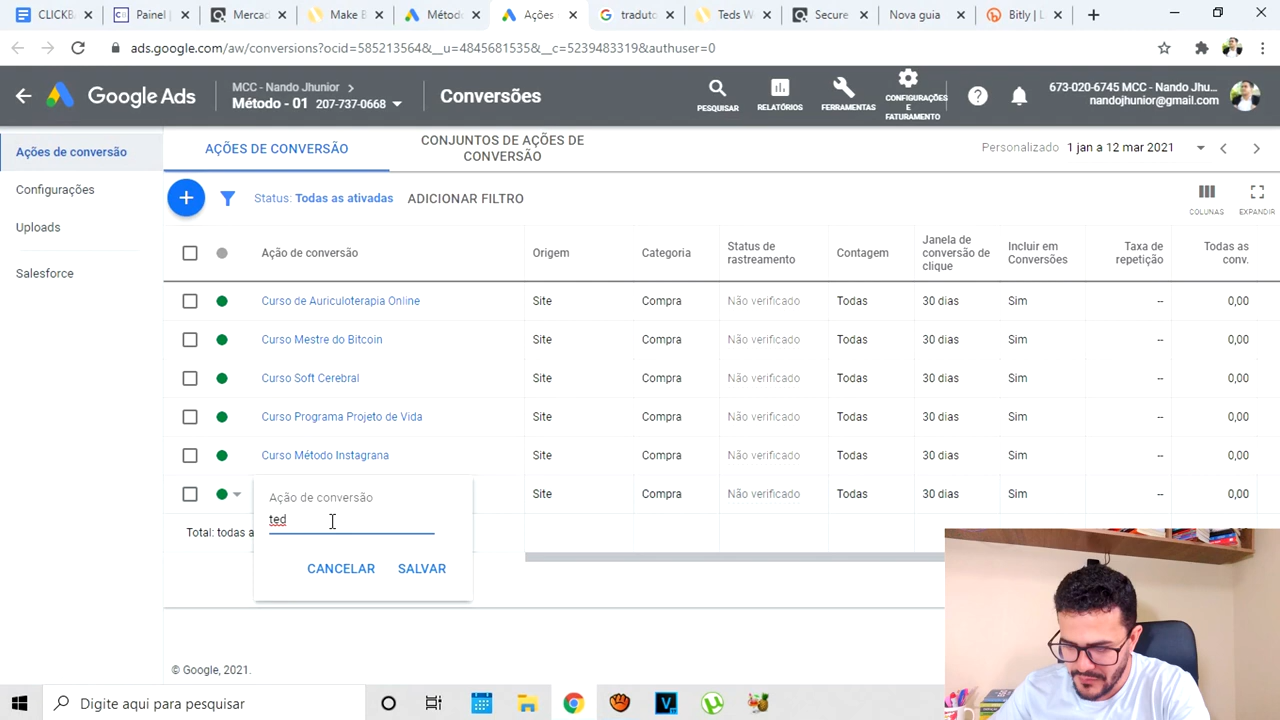 CLICKB
Painel |
Mercad
Make B
Métod
Ações
traduto
Teds W
Secure
Nova guia
Bitly | L
ads.google.com/aw/conversions?ocid=585213564&__u=4845681535&__c=5239483319&authuser=0
Google Ads
MCC - Nando Jhunior
Método - 01 207-737-0668
Conversões
PESQUISAR
RELATÓRIOS
FERRAMENTAS
CONFIGURAÇÕES
E
FATURAMENTO
673-020-6745 MCC - Nando Jhu...
nandojhunior@gmail.com
Ações de conversão
Configurações
Uploads
Salesforce
AÇÕES DE CONVERSÃO
CONJUNTOS DE AÇÕES DE
CONVERSÃO
Personalizado 1 jan a 12 mar 2021
Status: Todas as ativadas
ADICIONAR FILTRO
COLUNAS
EXPANDIR
Ação de conversão
Origem
Categoria
Status de
rastreamento
Contagem
Janela de
conversão de
clique
Incluir em
Conversões
Taxa de
repetição
Todas as
conv.
Curso de Auriculoterapia Online Site Compra Não verificado Todas 30 dias Sim -- 0,00
Curso Mestre do Bitcoin Site Compra Não verificado Todas 30 dias Sim -- 0,00
Curso Soft Cerebral Site Compra Não verificado Todas 30 dias Sim -- 0,00
Curso Programa Projeto de Vida Site Compra Não verificado Todas 30 dias Sim -- 0,00
Curso Método Instagrana Site Compra Não verificado Todas 30 dias Sim -- 0,00
Site Compra Não verificado Todas 30 dias Sim -- 0,00
Ação de conversão
ted
CANCELAR SALVAR
Total: todas a
© Google, 2021.
Digite aqui para pesquisar